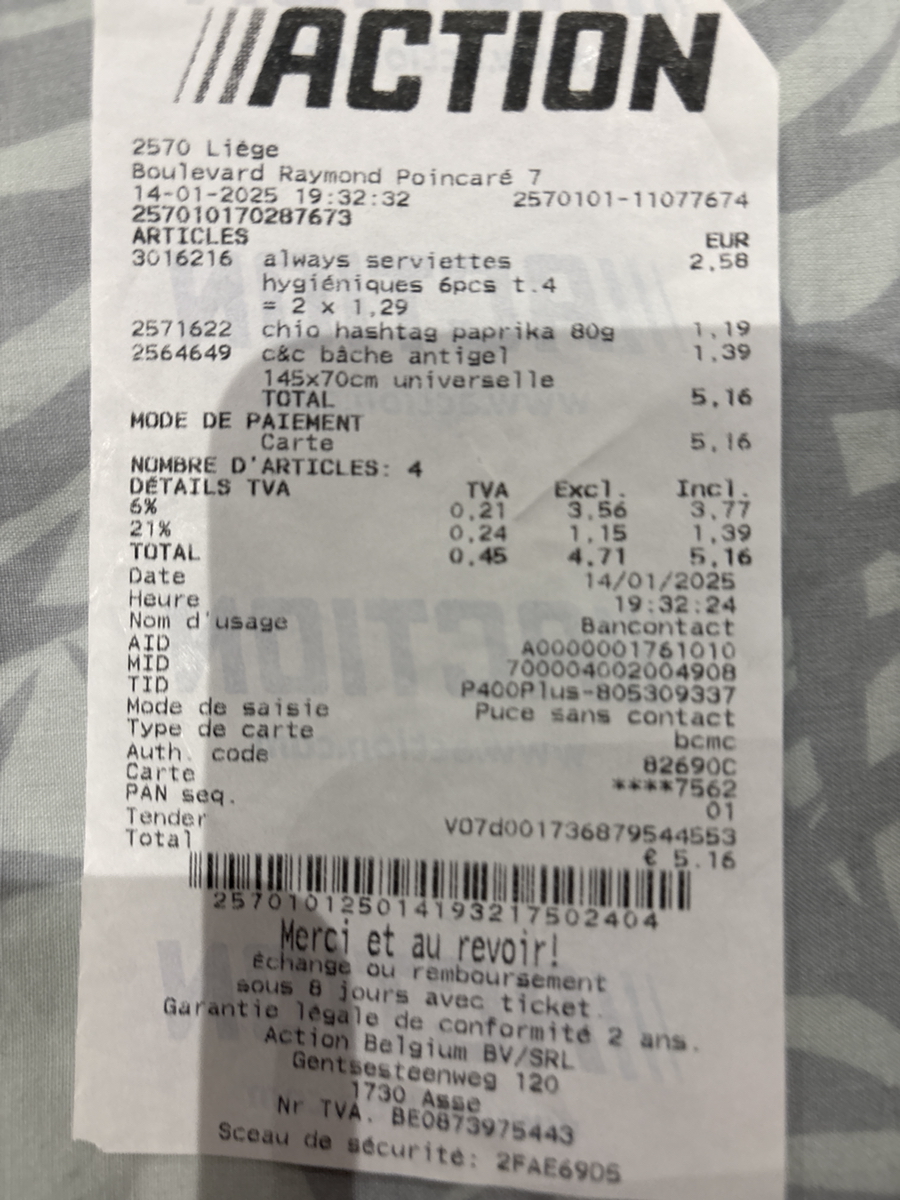 ACTION
2570 Liège
Boulevard Raymond Poincaré 7
14-01-2025 19:32:32 2570101-11077674
257010170287673
ARTICLES EUR
3016216 always serviettes 2,58
hygiéniques 6pcs t.4
= 2 x 1,29
2571622 chio hashtag paprika 80g 1,19
2564649 c&c bâche antigel 1,39
145x70cm universelle
TOTAL 5,16
MODE DE PAIEMENT
Carte 5,16
NOMBRE D'ARTICLES: 4
DÉTAILS TVA TVA Excl. Incl.
6% 0,21 3,56 3,77
21% 0,24 1,15 1,39
TOTAL 0,45 4,71 5,16
Date 14/01/2025
Heure 19:32:24
Nom d'usage Bancontact
AID A0000001761010
MID 700004002004908
TID P400Plus-805309337
Mode de saisie Puce sans contact
Type de carte bcmc
Auth. code 82690C
Carte ****7562
PAN seq. 01
Tender V07d001736879544553
Total € 5.16
257010125014193217502404
Merci et au revoir!
Échange ou remboursement
sous 8 jours avec ticket.
Garantie légale de conformité 2 ans.
Action Belgium BV/SRL
Gentsesteenweg 120
1730 Asse
Nr TVA. BE0873975443
Sceau de sécurité: 2FAE69D5